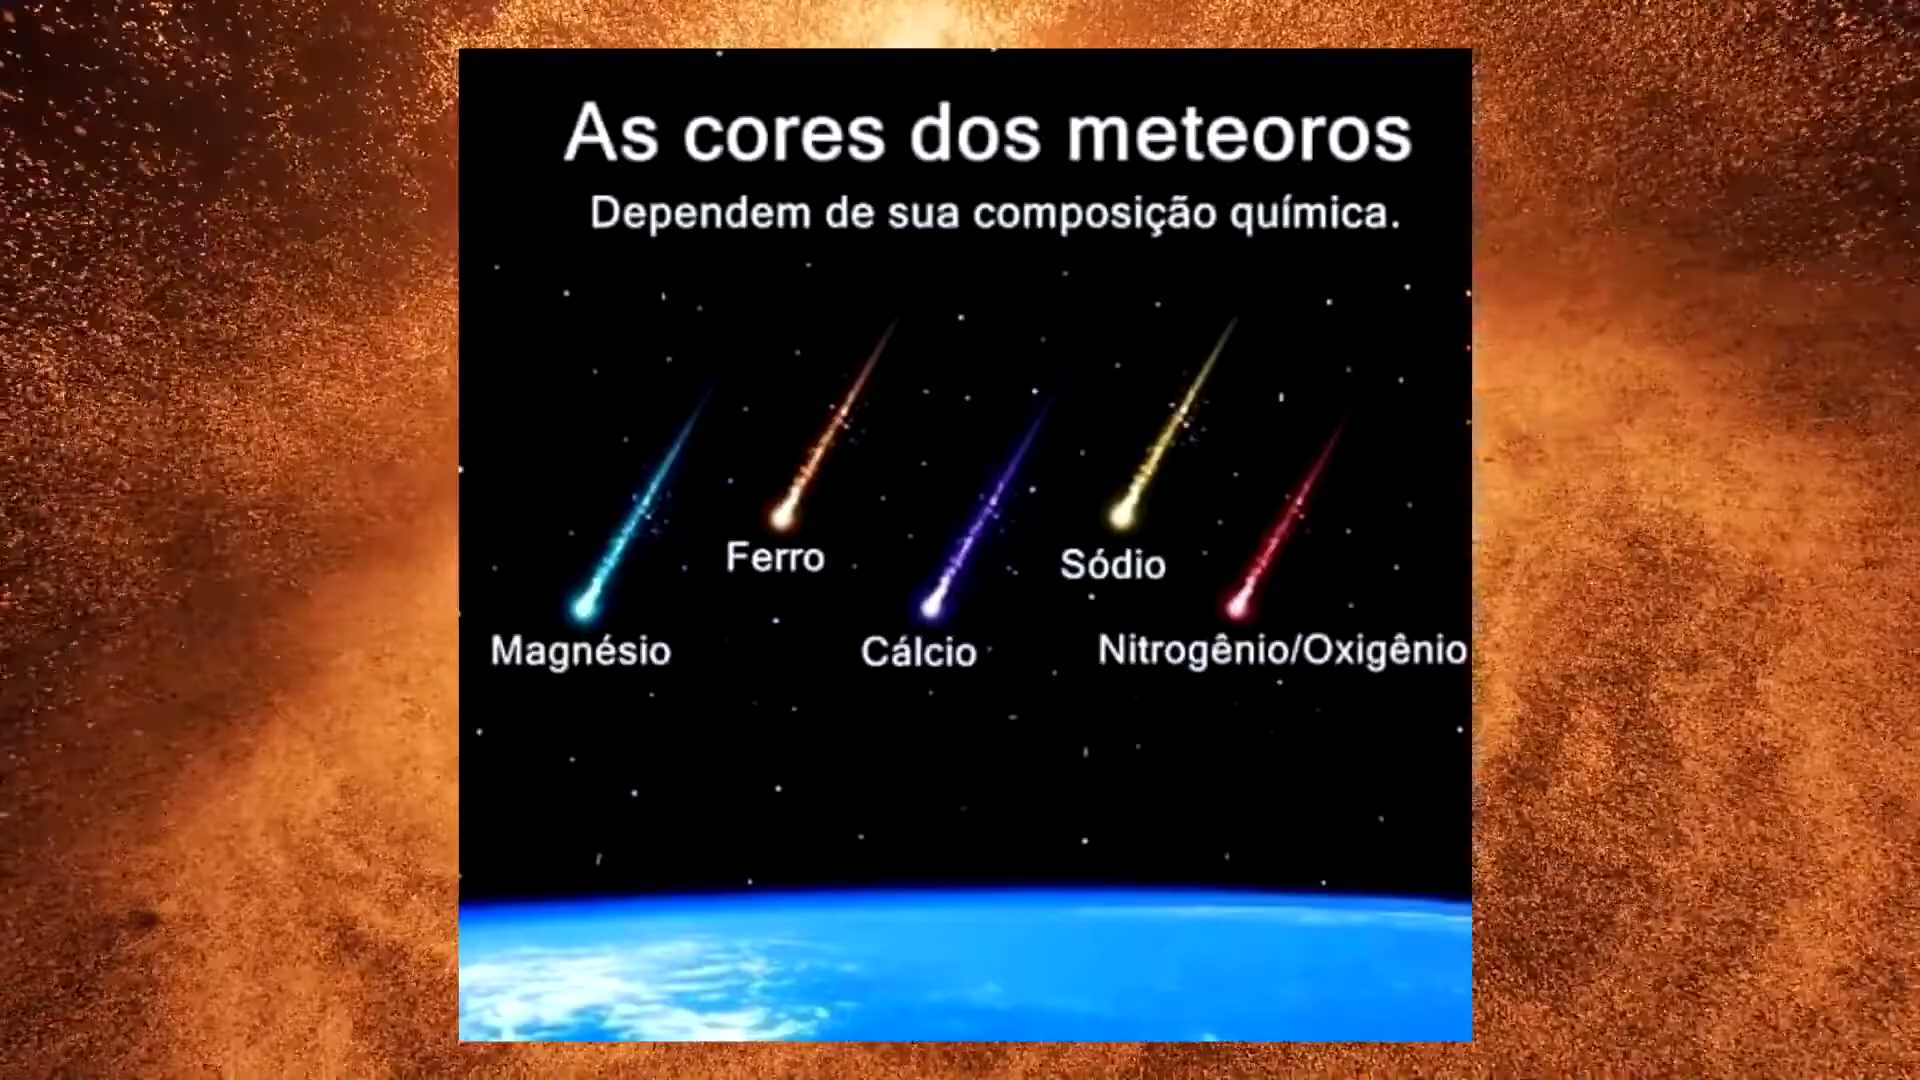 As cores dos meteoros
Dependem de sua composição química.
Ferro
Sódio
Magnésio
Cálcio
Nitrogênio/Oxigênio